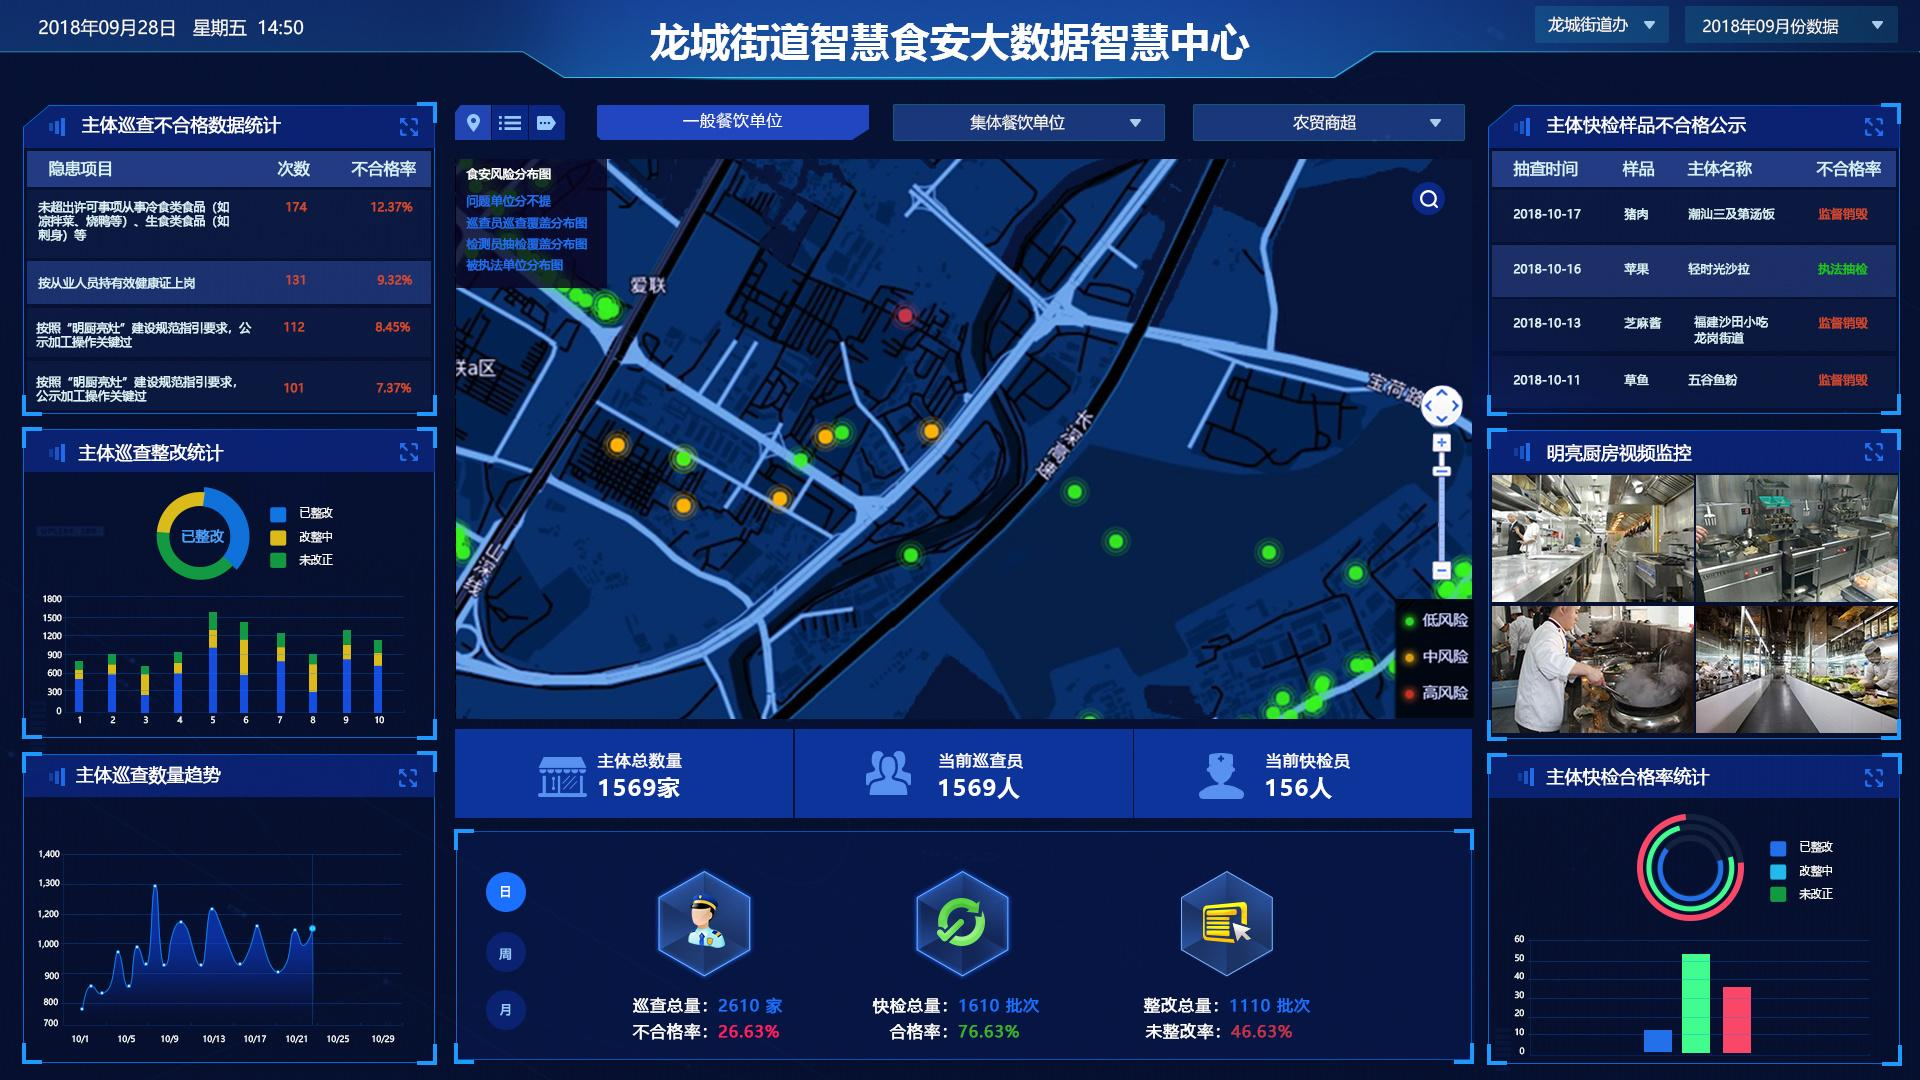 2018年09月28日 星期五 14:50
龙城街道智慧食安大数据智慧中心
龙城街道办
2018年09月份数据
主体巡查不合格数据统计
隐患项目 次数 不合格率
未超出许可事项从事冷食类食品（如
凉拌菜、烧鸭等）、生食类食品（如
刺身）等
174 12.37%
按从业人员持有效健康证上岗 131 9.32%
按照“明厨亮灶”建设规范指引要求，公
示加工操作关键过
112 8.45%
按照“明厨亮灶”建设规范指引要求，
公示加工操作关键过
101 7.37%
主体巡查整改统计
已整改
已整改
改整中
未改正
1800
1500
1200
900
600
300
0
1 2 3 4 5 6 7 8 9 10
主体巡查数量趋势
1,400
1,300
1,200
1,000
900
800
700
10/1 10/5 10/9 10/13 10/17 10/21 10/25 10/29
一般餐饮单位
集体餐饮单位
农贸商超
食安风险分布图
问题单位分不提
巡查员巡查覆盖分布图
检测员抽检覆盖分布图
被执法单位分布图
爱联
联a区
宝荷路
长深高速
深汕线
低风险
中风险
高风险
主体总数量
1569家
当前巡查员
1569人
当前快检员
156人
日
周
月
巡查总量：2610 家
不合格率：26.63%
快检总量：1610 批次
合格率：76.63%
整改总量：1110 批次
未整改率：46.63%
主体快检样品不合格公示
抽查时间 样品 主体名称 不合格率
2018-10-17 猪肉 潮汕三及第汤饭 监督销毁
2018-10-16 苹果 轻时光沙拉 执法抽检
2018-10-13 芝麻酱 福建沙田小吃
龙岗街道
监督销毁
2018-10-11 草鱼 五谷鱼粉 监督销毁
明亮厨房视频监控
主体快检合格率统计
已整改
改整中
未改正
60
50
40
30
20
10
0